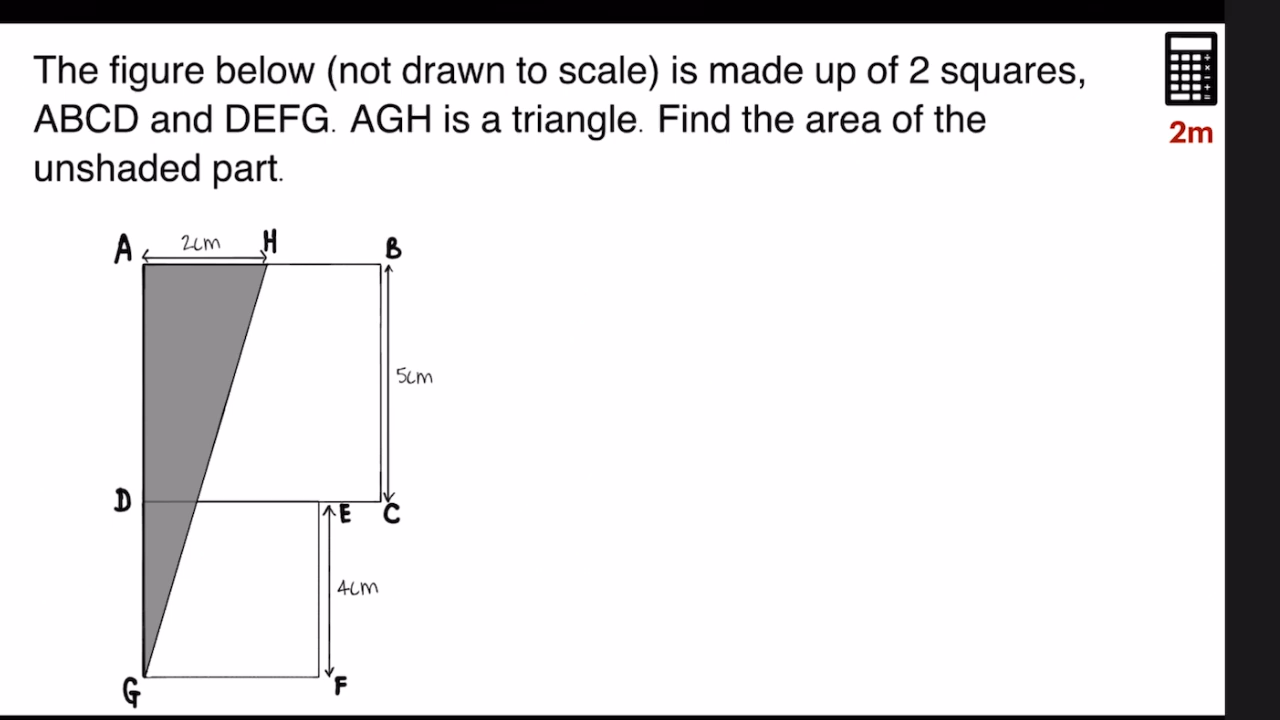 The figure below (not drawn to scale) is made up of 2 squares,
ABCD and DEFG. AGH is a triangle. Find the area of the
unshaded part.
2m
A 2cm H B
5cm
D E C
4cm
G F